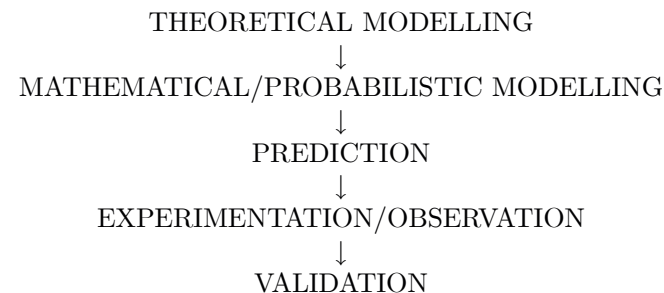 THEORETICAL MODELLING
↓
MATHEMATICAL/PROBABILISTIC MODELLING
↓
PREDICTION
↓
EXPERIMENTATION/OBSERVATION
↓
VALIDATION